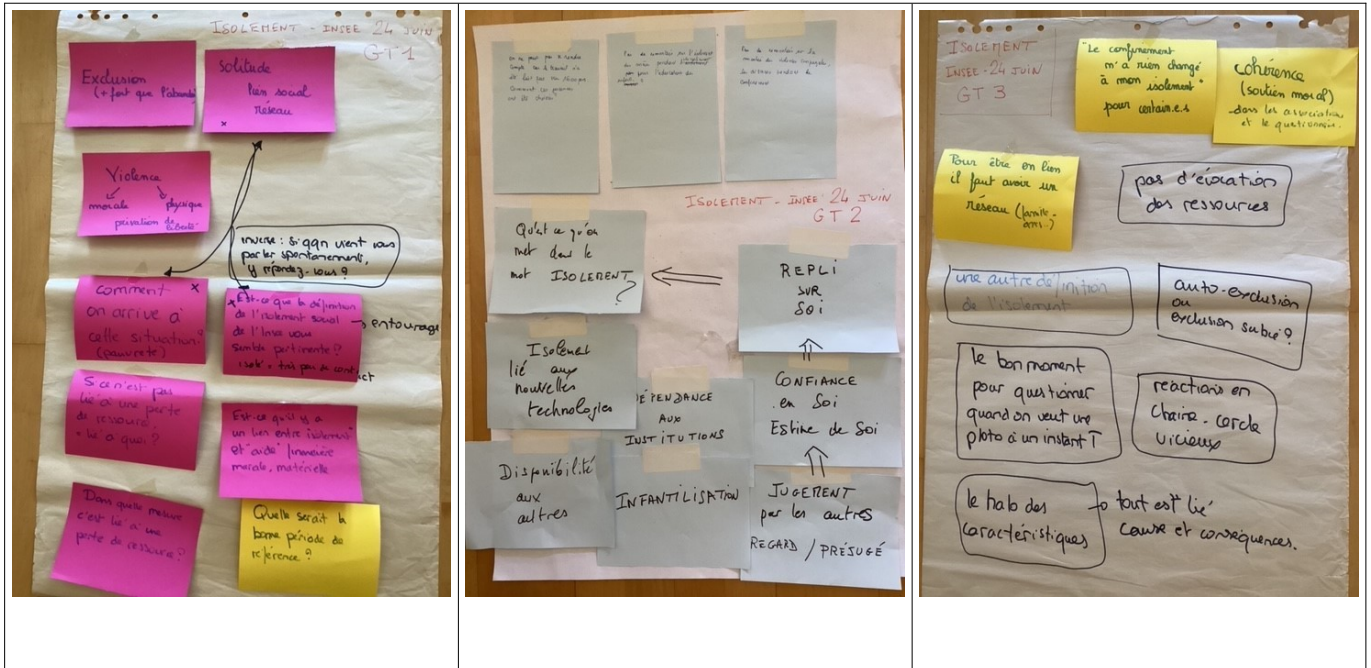 ISOLEMENT - INSEE 24 JUIN
GT1
Exclusion
(+ fort que l'abandon)
Solitude
lien social
réseau
x
Violence
morale physique
privation de liberté
inverse : si qqn vient vous
parler spontanément,
y répondez-vous ?
comment x
on arrive à
cette situation ?
(pauvreté)
x Est-ce que la définition
de l'isolement social
de l'Insee vous
semble pertinente ?
isolé, très peu de contact
→ entourage
Si ce n'est pas
lié à une perte
de ressource,
lié à quoi ?
Est-ce qu'il y a
un lien entre isolement
et aide financière
morale, matérielle
Dans quelle mesure
c'est lié à une
perte de ressource ?
Quelle serait la
bonne période de
référence ?
ISOLEMENT - INSEE 24 JUIN
GT 2
Qu'est ce qu'on
met dans le
mot ISOLEMENT
?
REPLI
SUR
SOI
Isolement
lié aux
nouvelles
technologies
DÉPENDANCE
AUX
INSTITUTIONS
CONFIANCE
en Soi
Estime de Soi
Disponibilité
aux
autres
INFANTILISATION
JUGEMENT
par les autres
REGARD / PRÉJUGÉ
ISOLEMENT
INSEE - 24 JUIN
GT 3
"Le confinement
m'a rien changé
à mon isolement"
pour certain.e.s
cohérence
(soutien moral)
dans les associations
et le questionnaire.
Pour être en lien
il faut avoir un
réseau (famille,
amis..)
pas d'évocation
des ressources
une autre définition
de l'isolement
auto-exclusion
ou
exclusion subie ?
le bon moment
pour questionner
quand on veut une
photo à un instant T
réactions en
chaine - cercle
vicieux
le halo des
caractéristiques
→ tout est lié
cause et conséquences.